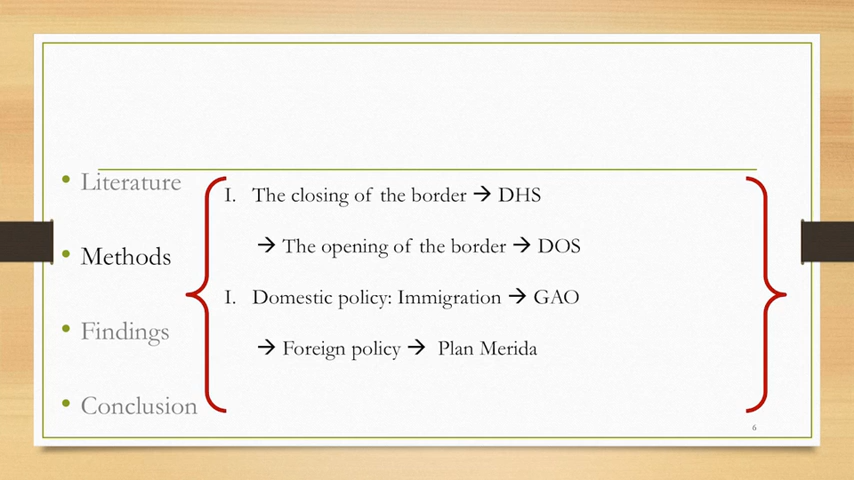 • Literature
• Methods
• Findings
• Conclusion
I. The closing of the border → DHS
→ The opening of the border → DOS
I. Domestic policy: Immigration → GAO
→ Foreign policy → Plan Merida
6